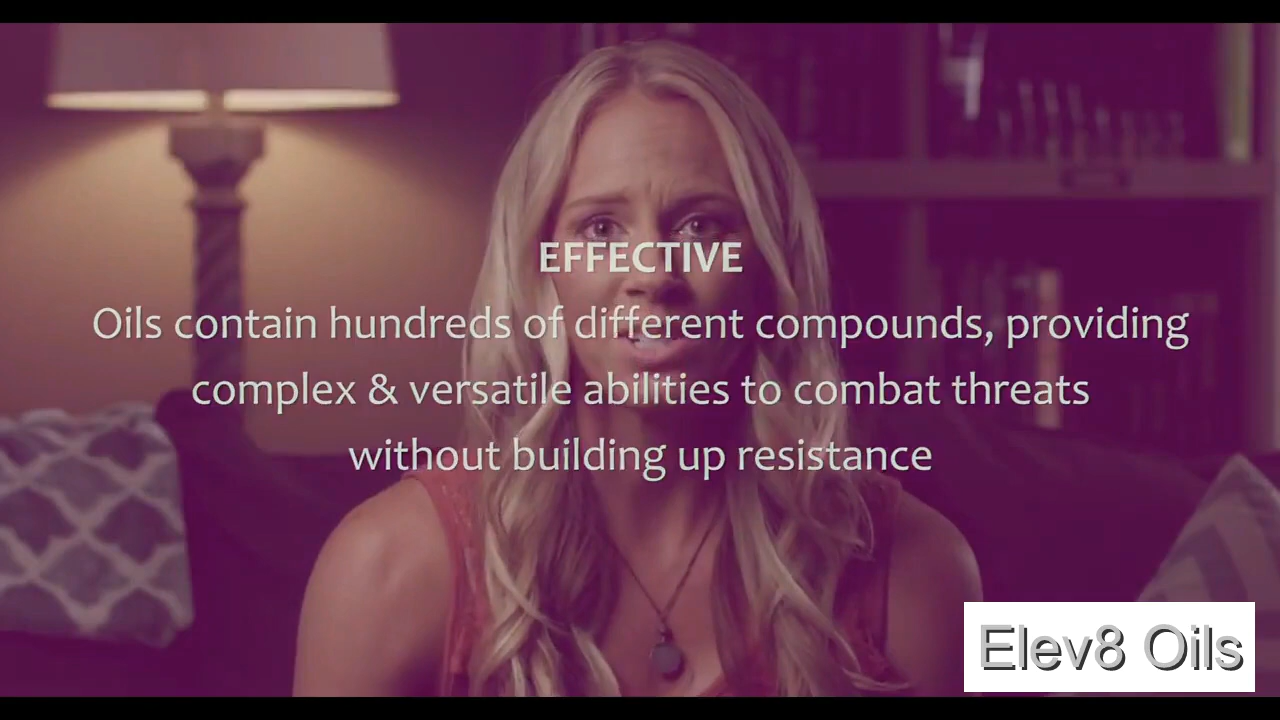 EFFECTIVE
Oils contain hundreds of different compounds, providing
complex & versatile abilities to combat threats
without building up resistance
Elev8 Oils